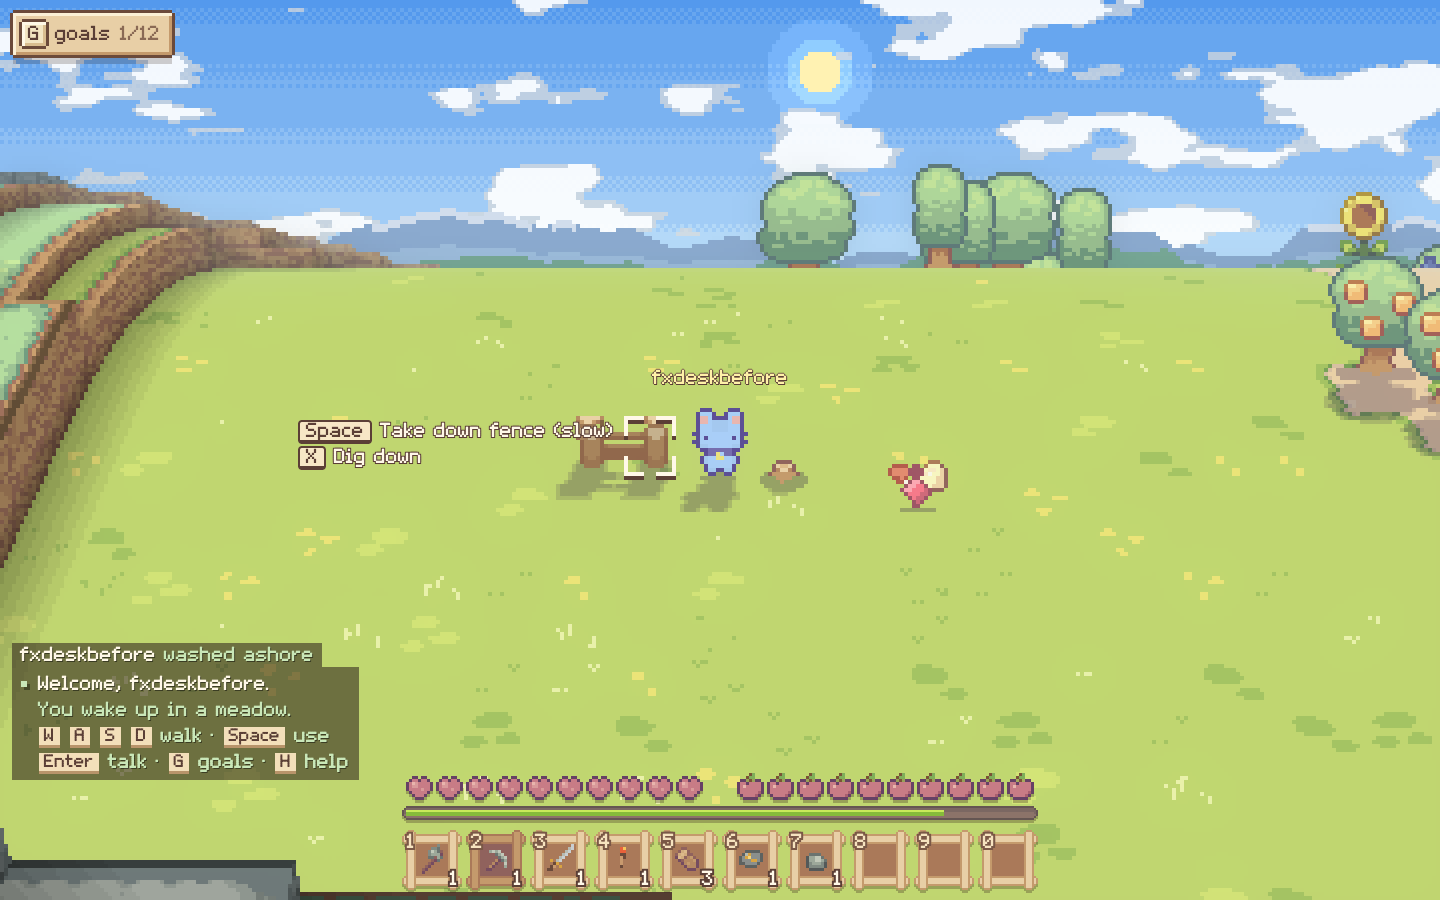 G goals 1/12
fxdeskbefore
Space Take down fence (slow)
X Dig down
fxdeskbefore washed ashore
Welcome, fxdeskbefore.
You wake up in a meadow.
W A S D walk · Space use
Enter talk · G goals · H help
1 2 3 4 5 6 7 8 9 0
1 1 1 1 3 1 1